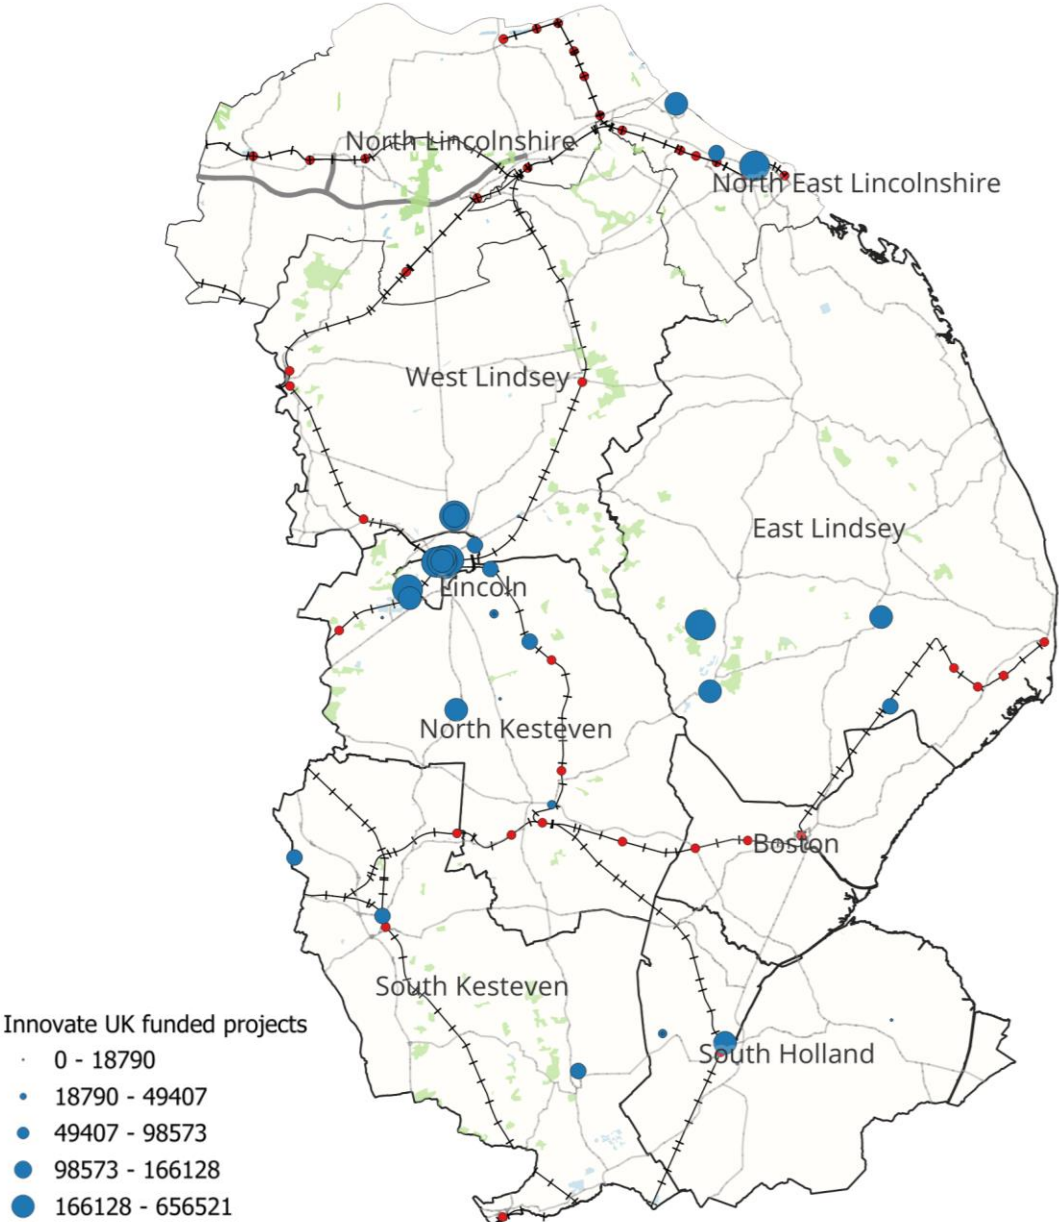 North Lincolnshire
North East Lincolnshire
West Lindsey
East Lindsey
Lincoln
North Kesteven
Boston
South Kesteven
South Holland
Innovate UK funded projects
0 - 18790
18790 - 49407
49407 - 98573
98573 - 166128
166128 - 656521